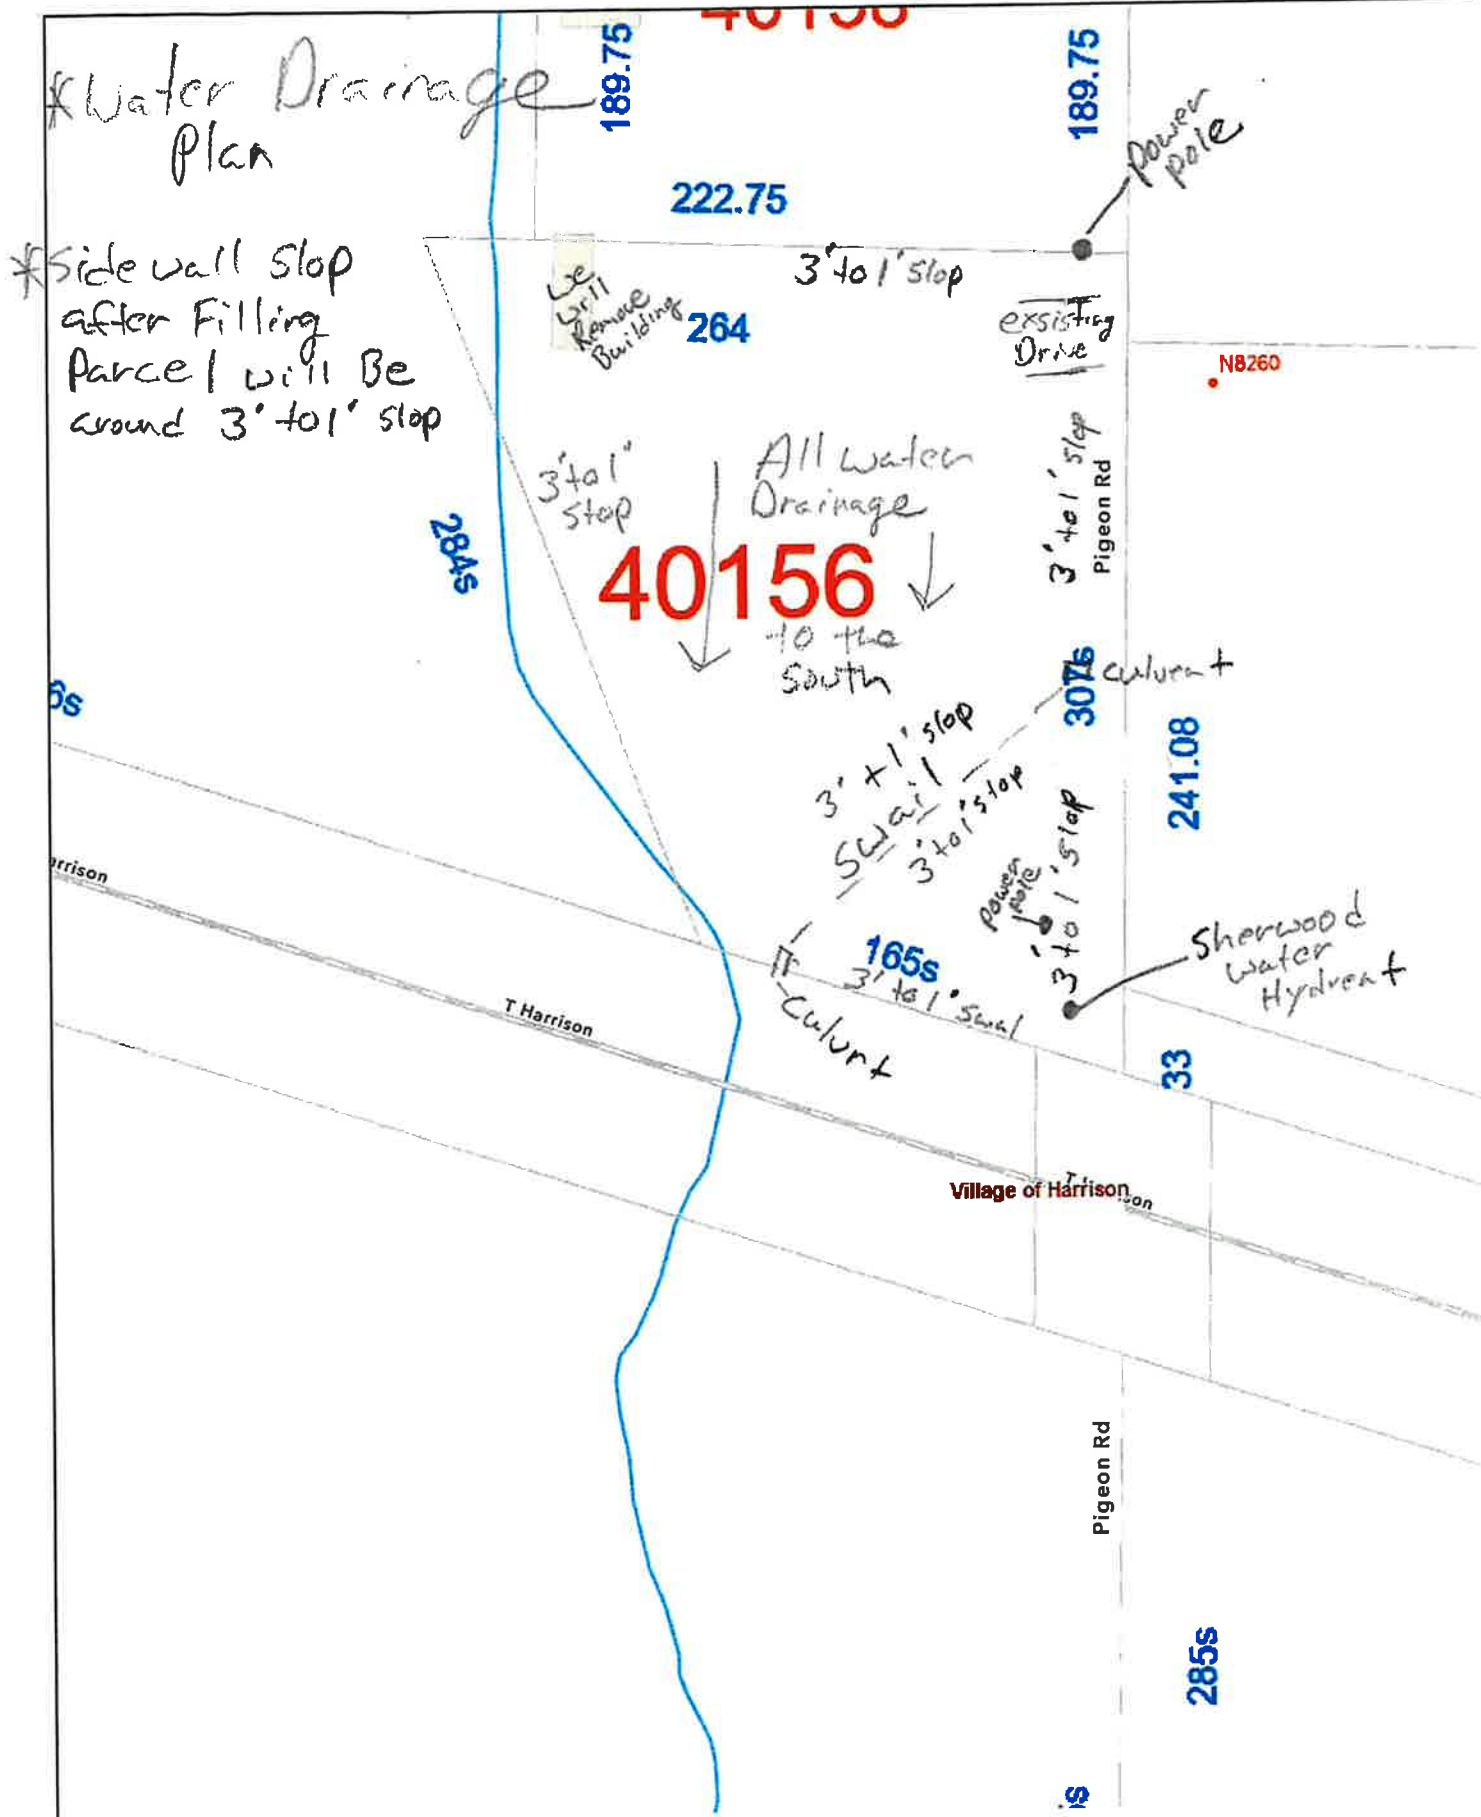 *Water Drainage
Plan
189.75
189.75
power
pole
222.75
*Side wall Slop
after Filling
Parcel will Be
around 3' to 1' slop
we
will
Remove
Building
264
3' to 1' slop
exsisting
Drive
N8260
3' to 1' slop
Pigeon Rd
3' to 1"
slop
All water
Drainage
284s
40156
to the
South
307s
culvent
6s
241.08
3' + 1' slop
Swail
3' to 1' slop
3' to 1' slop
power
pole
Sherwood
water
Hydrent
165s
3' to 1' swal
Culvrt
arrison
T Harrison
33
Village of Harrison
Pigeon Rd
285s